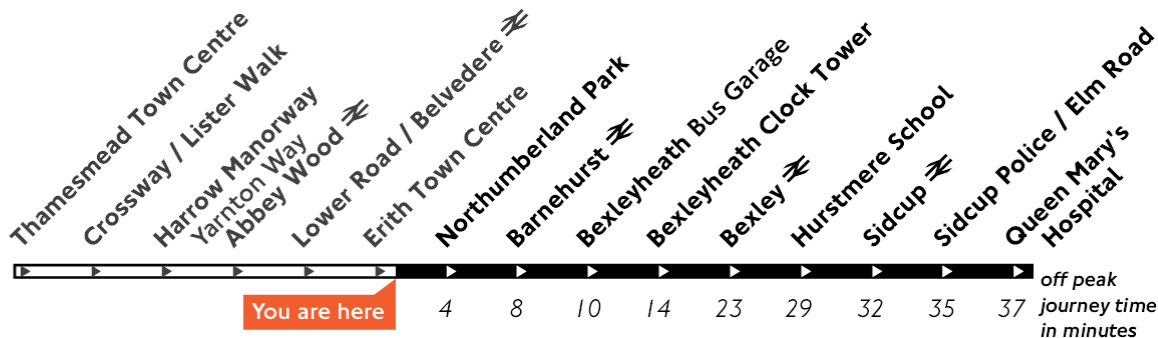 Thamesmead Town Centre
Crossway / Lister Walk
Harrow Manorway
Yarnton Way
Abbey Wood
Lower Road / Belvedere
Erith Town Centre
Northumberland Park
Barnehurst
Bexleyheath Bus Garage
Bexleyheath Clock Tower
Bexley
Hurstmere School
Sidcup
Sidcup Police / Elm Road
Queen Mary's
Hospital
You are here
4 8 10 14 23 29 32 35 37
off peak
journey time
in minutes